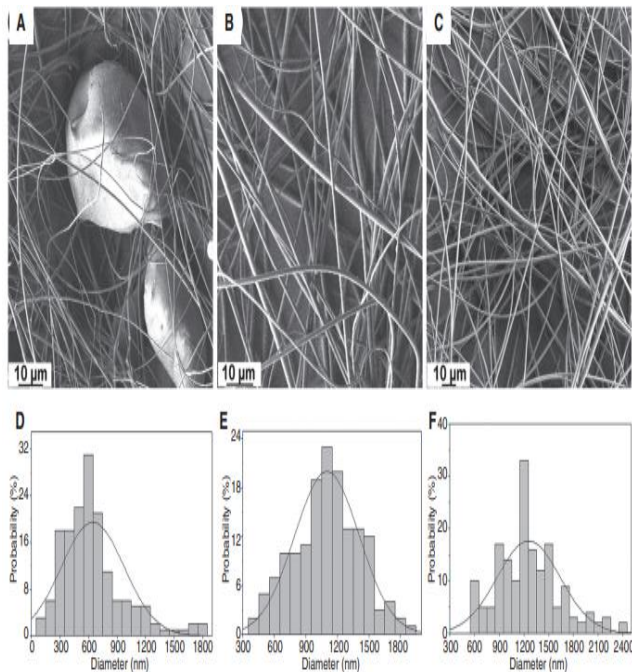 A
B
C
10 µm
10 µm
10 µm
D
E
F
Probability (%)
32
24
16
8
0
0 300 600 900 1200 1500 1800
Diameter (nm)
Probability (%)
24
18
12
6
0
300 600 900 1200 1500 1800
Diameter (nm)
Probability (%)
40
30
20
10
0
300 600 900 1200 1500 1800 2100 2400
Diameter (nm)